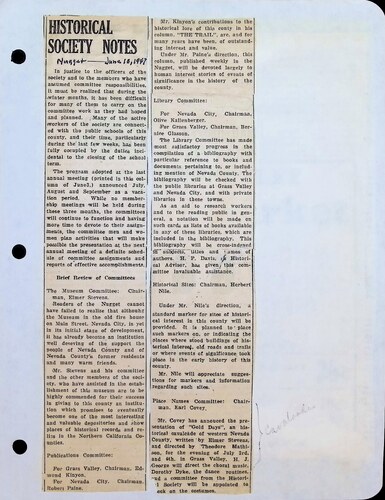 HISTORICAL
SOCIETY NOTES
Nugget - June 10, 1947
In justice to the officers of the
society and to the members who have
assumed committee responsibilities,
it must be realized that during the
winter months, it has been difficult
for many of them to carry on the
committee work as they had hoped
and planned. Many of the active
workers of the society are connect-
ed with the public schools of this
county, and their time, particularly
during the last few weeks, has been
fully occupied by the duties inci-
dental to the closing of the school
term.
The program adopted at the last
annual meeting (printed in this col-
umn of June3,) announced July,
August and September as a vaca-
tion period. While no member-
ship meetings will be held during
these three months, the committees
will continue to function and having
more time to devote to their assign-
ments, the committee men and wo-
men plan activities that will make
possible the presentation at the next
annual meeting of a definite sched-
ule of committee assignments and
reports of effective accomplishments.
Brief Review of Committees
The Museum Committee: Chair-
man, Elmer Stevens.
Readers of the Nugget cannot
have failed to realize that although
the Museum in the old fire house
on Main Street, Nevada City, is yet
in its initial stage of development,
it has already become an institution
well deserving of the support the
people of Nevada County and of
Nevada County's former residents
and many warm friends.
Mr. Stevens and his committee
and the other members of the socie-
ty, who have assisted in the estab-
lishment of this museum are to be
highly commended for their success
in giving to this county an institu-
tion which promises to eventually
become one of the most interesting
and valuable depositories and show
places of historical records, and re-
lics in the Northern California Co-
unties.
Publications Committee:
For Grass Valley, Chairman, Ed-
mund Kinyon.
For Nevada City, Chairman,
Robert Paine.
Mr. Kinyon's contributions to the
historical lore of this conty in his
column, "THE TRAIL", are, and for
many years have been, of outstand-
ing interest and value.
Under Mr. Paine's direction, this
column, published weekly in the
Nugget, will be devoted largely to
human interest stories of events of
significance in the history of the
county.
Library Committee:
For Nevada City, Chairman,
Olive Kaltenberger.
For Grass Valley, Chairman, Ber-
nice Glasson.
The Library Committee has made
most satisfactory progress in the
compilation of a bibliography with
particular reference to books and
documents pertaining to, or includ-
ing mention of Nevada County. The
bibliography will be checked with
the public libraries at Grass Valley
and Nevada City, and with private
libraries in these towns.
As an aid to research workers
and to the reading public in gen-
eral, a notation will be made on
such cards, as lists of books available
in any of these libraries, which are
included in the bibliography. This
bibliography will be cross-indexed
of subjects, titles and names of
authors. H. P. Davis, Histori-
cal Adviser, has given this com-
mittee invaluable assistance.
Historical Sites: Chairman, Herbert
Nile.
Under Mr. Nile's direction, a
standard marker for sites of his-
torical interest in this county will be
provided. It is planned to place
such markers on, or indicating the
places where stood buildings of his-
torical interest, old roads and trails
or where events of significance took
place in the early history of this
county.
Mr. Nile will appreciate sugges-
tions for markers and information
regarding such sites.
Place Names Committee: Chair-
man, Earl Covey.
Mr. Covey has announced the pre-
sentation of "Gold Days", an his-
torical cavalcade of western Nevada
County, written by Elmer Stevens,
and directed by Theodore Mathis-
son, for the evening of July 3rd.
and 4th. in Grass Valley. H. J.
George will direct the choral music,
Dorothy Dike, the dance routines,
and a committee from the Histori-
cal Society will be appointed to
check on the costumes.